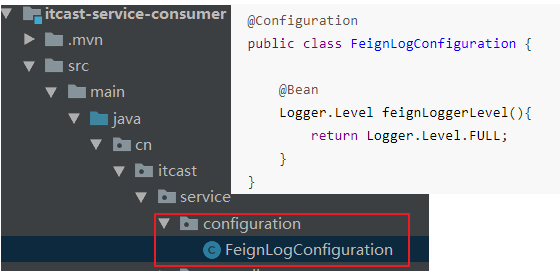 itcast-service-consumer
.mvn
src
main
java
cn
itcast
service
configuration
FeignLogConfiguration
@Configuration
public class FeignLogConfiguration {
@Bean
Logger.Level feignLoggerLevel(){
return Logger.Level.FULL;
}
}